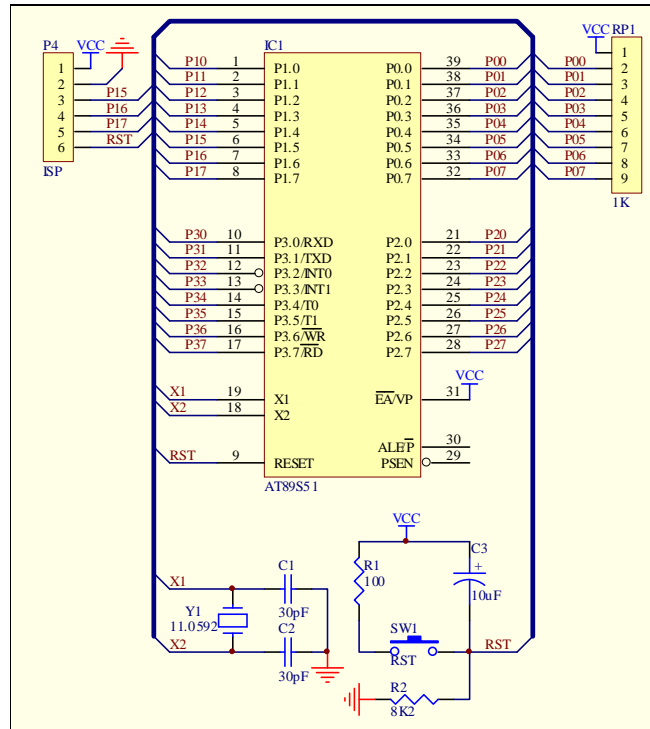 P4
VCC
1
2
3 P15
4 P16
5 P17
6 RST
ISP
IC1
P10 1 P1.0
P11 2 P1.1
P12 3 P1.2
P13 4 P1.3
P14 5 P1.4
P15 6 P1.5
P16 7 P1.6
P17 8 P1.7
P30 10 P3.0/RXD
P31 11 P3.1/TXD
P32 12 P3.2/INT0
P33 13 P3.3/INT1
P34 14 P3.4/T0
P35 15 P3.5/T1
P36 16 P3.6/WR
P37 17 P3.7/RD
X1 19 X1
X2 18 X2
RST 9 RESET
P0.0 39 P00
P0.1 38 P01
P0.2 37 P02
P0.3 36 P03
P0.4 35 P04
P0.5 34 P05
P0.6 33 P06
P0.7 32 P07
P2.0 21 P20
P2.1 22 P21
P2.2 23 P22
P2.3 24 P23
P2.4 25 P24
P2.5 26 P25
P2.6 27 P26
P2.7 28 P27
VCC
EA/VP 31
ALE/P 30
PSEN 29
AT89S51
VCC RP1
1
P00 2
P01 3
P02 4
P03 5
P04 6
P05 7
P06 8
P07 9
1K
X1
C1
30pF
Y1
11.0592
C2
X2
30pF
VCC
R1
100
C3
+
10uF
SW1
RST
RST
R2
8K2